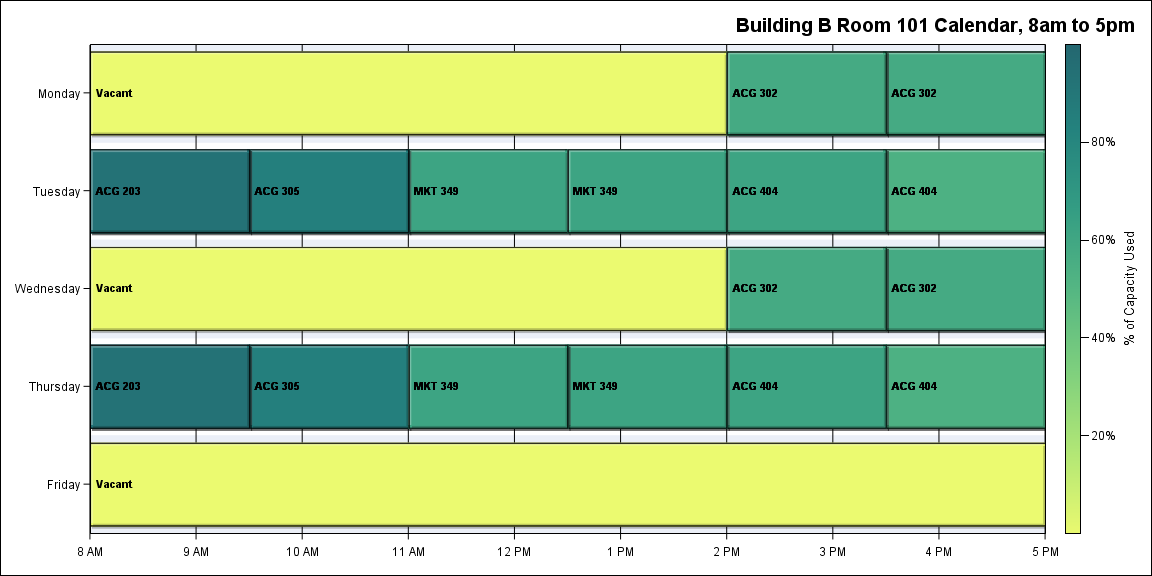 Building B Room 101 Calendar, 8am to 5pm
Monday
Vacant
ACG 302
ACG 302
Tuesday
ACG 203
ACG 305
MKT 349
MKT 349
ACG 404
ACG 404
Wednesday
Vacant
ACG 302
ACG 302
Thursday
ACG 203
ACG 305
MKT 349
MKT 349
ACG 404
ACG 404
Friday
Vacant
8 AM
9 AM
10 AM
11 AM
12 PM
1 PM
2 PM
3 PM
4 PM
5 PM
80%
60%
40%
20%
% of Capacity Used